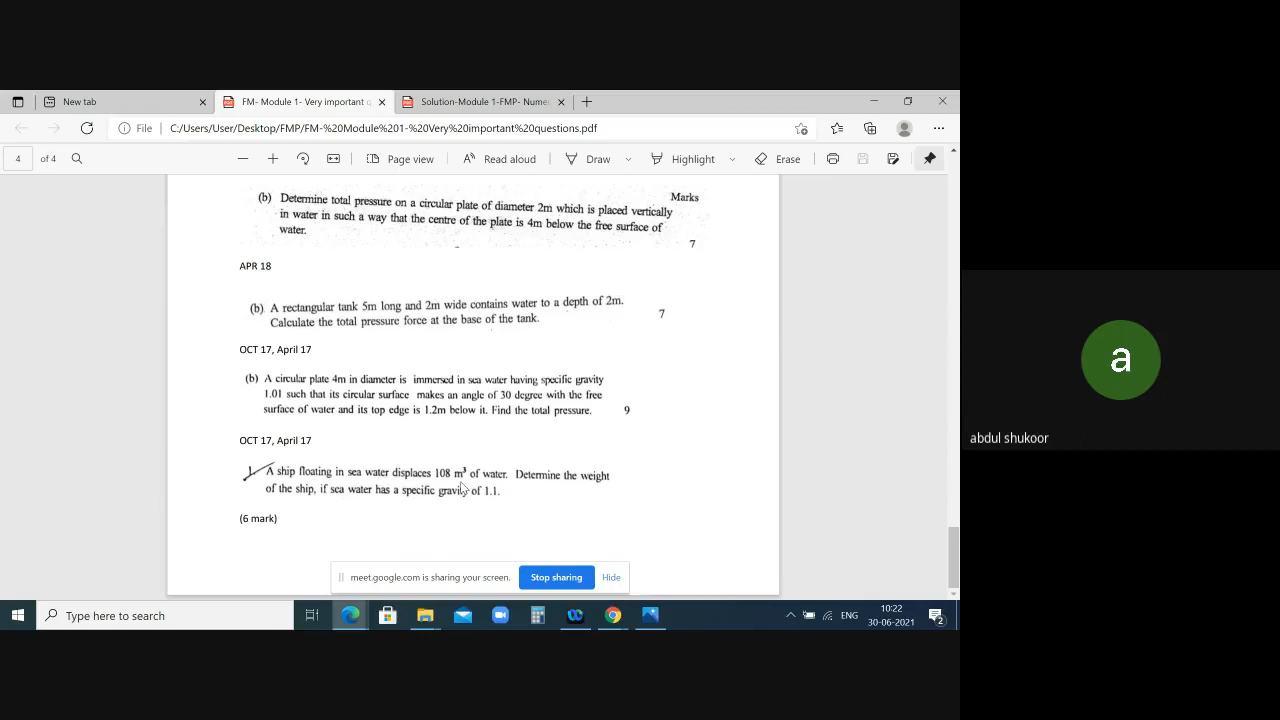 New tab
FM- Module 1- Very important q
Solution-Module 1-FMP- Nume
File
C:/Users/User/Desktop/FMP/FM-%20Module%201-%20Very%20important%20questions.pdf
4 of 4
Page view
Read aloud
Draw
Highlight
Erase
(b) Determine total pressure on a circular plate of diameter 2m which is placed vertically
in water in such a way that the centre of the plate is 4m below the free surface of
water.
Marks
7
APR 18
(b) A rectangular tank 5m long and 2m wide contains water to a depth of 2m.
Calculate the total pressure force at the base of the tank.
7
OCT 17, April 17
(b) A circular plate 4m in diameter is immersed in sea water having specific gravity
1.01 such that its circular surface makes an angle of 30 degree with the free
surface of water and its top edge is 1.2m below it. Find the total pressure.
9
OCT 17, April 17
1. A ship floating in sea water displaces 108 m³ of water. Determine the weight
of the ship, if sea water has a specific gravity of 1.1.
(6 mark)
meet.google.com is sharing your screen.
Stop sharing
Hide
Type here to search
ENG
10:22
30-06-2021
2
a
abdul shukoor